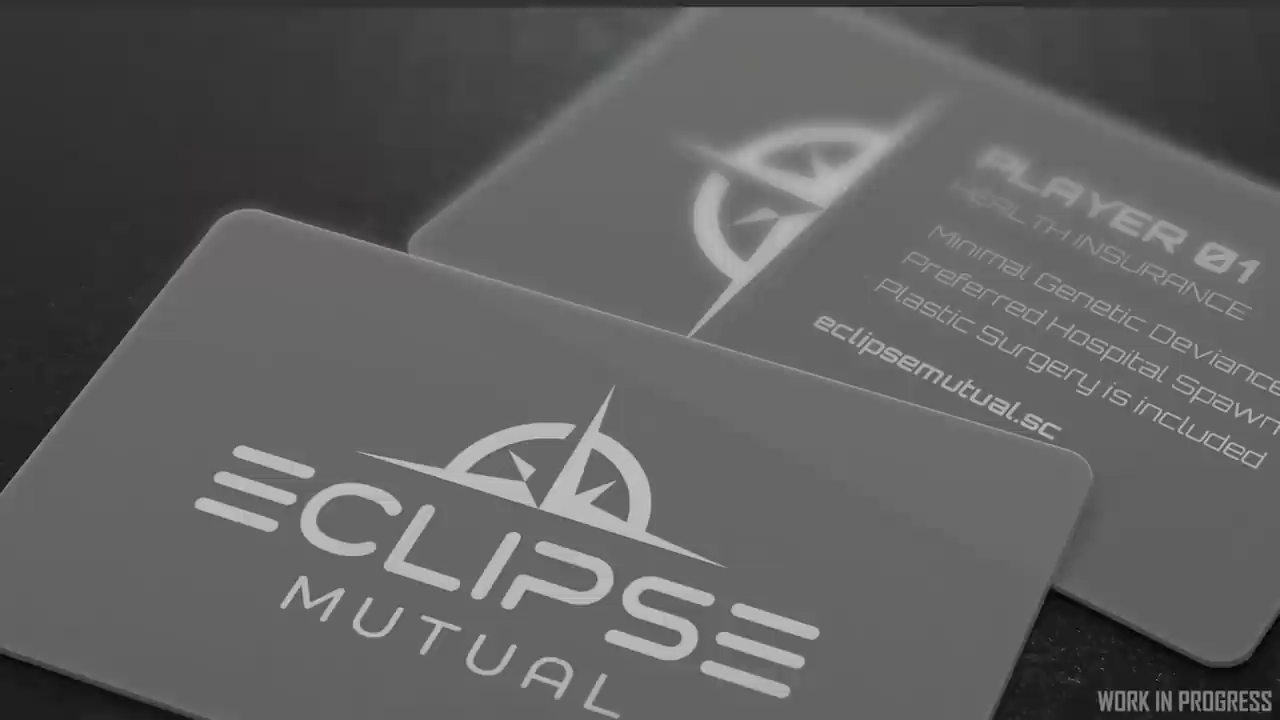 PLAYER 01
HEALTH INSURANCE
Minimal Genetic Deviance
Preferred Hospital Spawn
Plastic Surgery is included
eclipsemutual.sc
ECLIPSE
MUTUAL
WORK IN PROGRESS